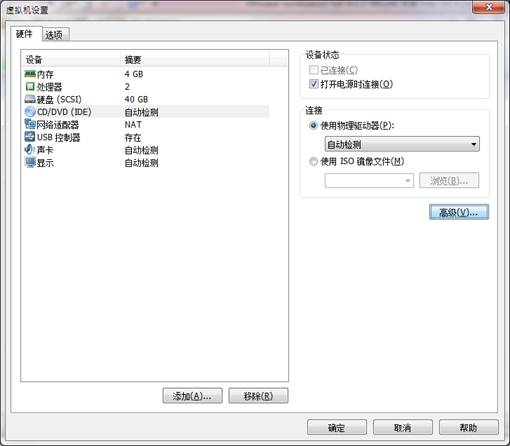 虚拟机设置
硬件 选项
设备 摘要
内存 4 GB
处理器 2
硬盘 (SCSI) 40 GB
CD/DVD (IDE) 自动检测
网络适配器 NAT
USB 控制器 存在
声卡 自动检测
显示 自动检测
添加(A)... 移除(R)
设备状态
已连接(C)
打开电源时连接(O)
连接
使用物理驱动器(P):
自动检测
使用 ISO 镜像文件(M)
浏览(B)...
高级(V)...
确定 取消 帮助